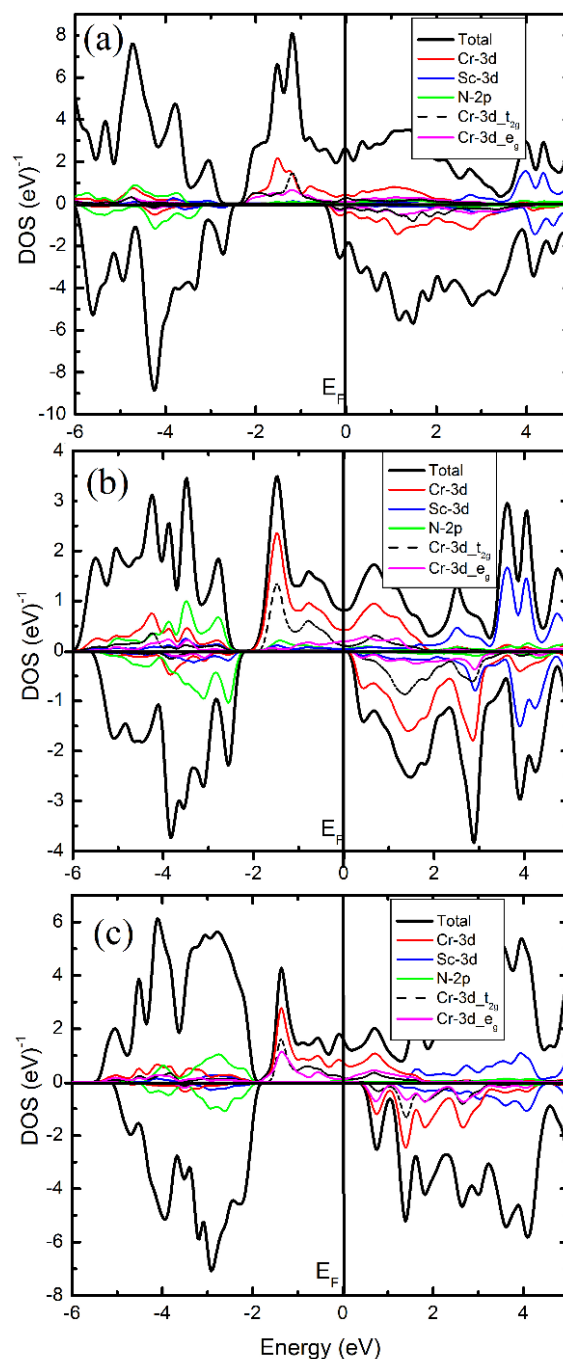 (a)
Total
Cr-3d
Sc-3d
N-2p
Cr-3d_t2g
Cr-3d_eg
DOS (eV)-1
8
6
4
2
0
-2
-4
-6
-8
-10
EF
-6 -4 -2 0 2 4
(b)
Total
Cr-3d
Sc-3d
N-2p
Cr-3d_t2g
Cr-3d_eg
DOS (eV)-1
4
3
2
1
0
-1
-2
-3
-4
EF
-6 -4 -2 0 2 4
(c)
Total
Cr-3d
Sc-3d
N-2p
Cr-3d_t2g
Cr-3d_eg
DOS (eV)-1
6
4
2
0
-2
-4
-6
-8
EF
-6 -4 -2 0 2 4
Energy (eV)